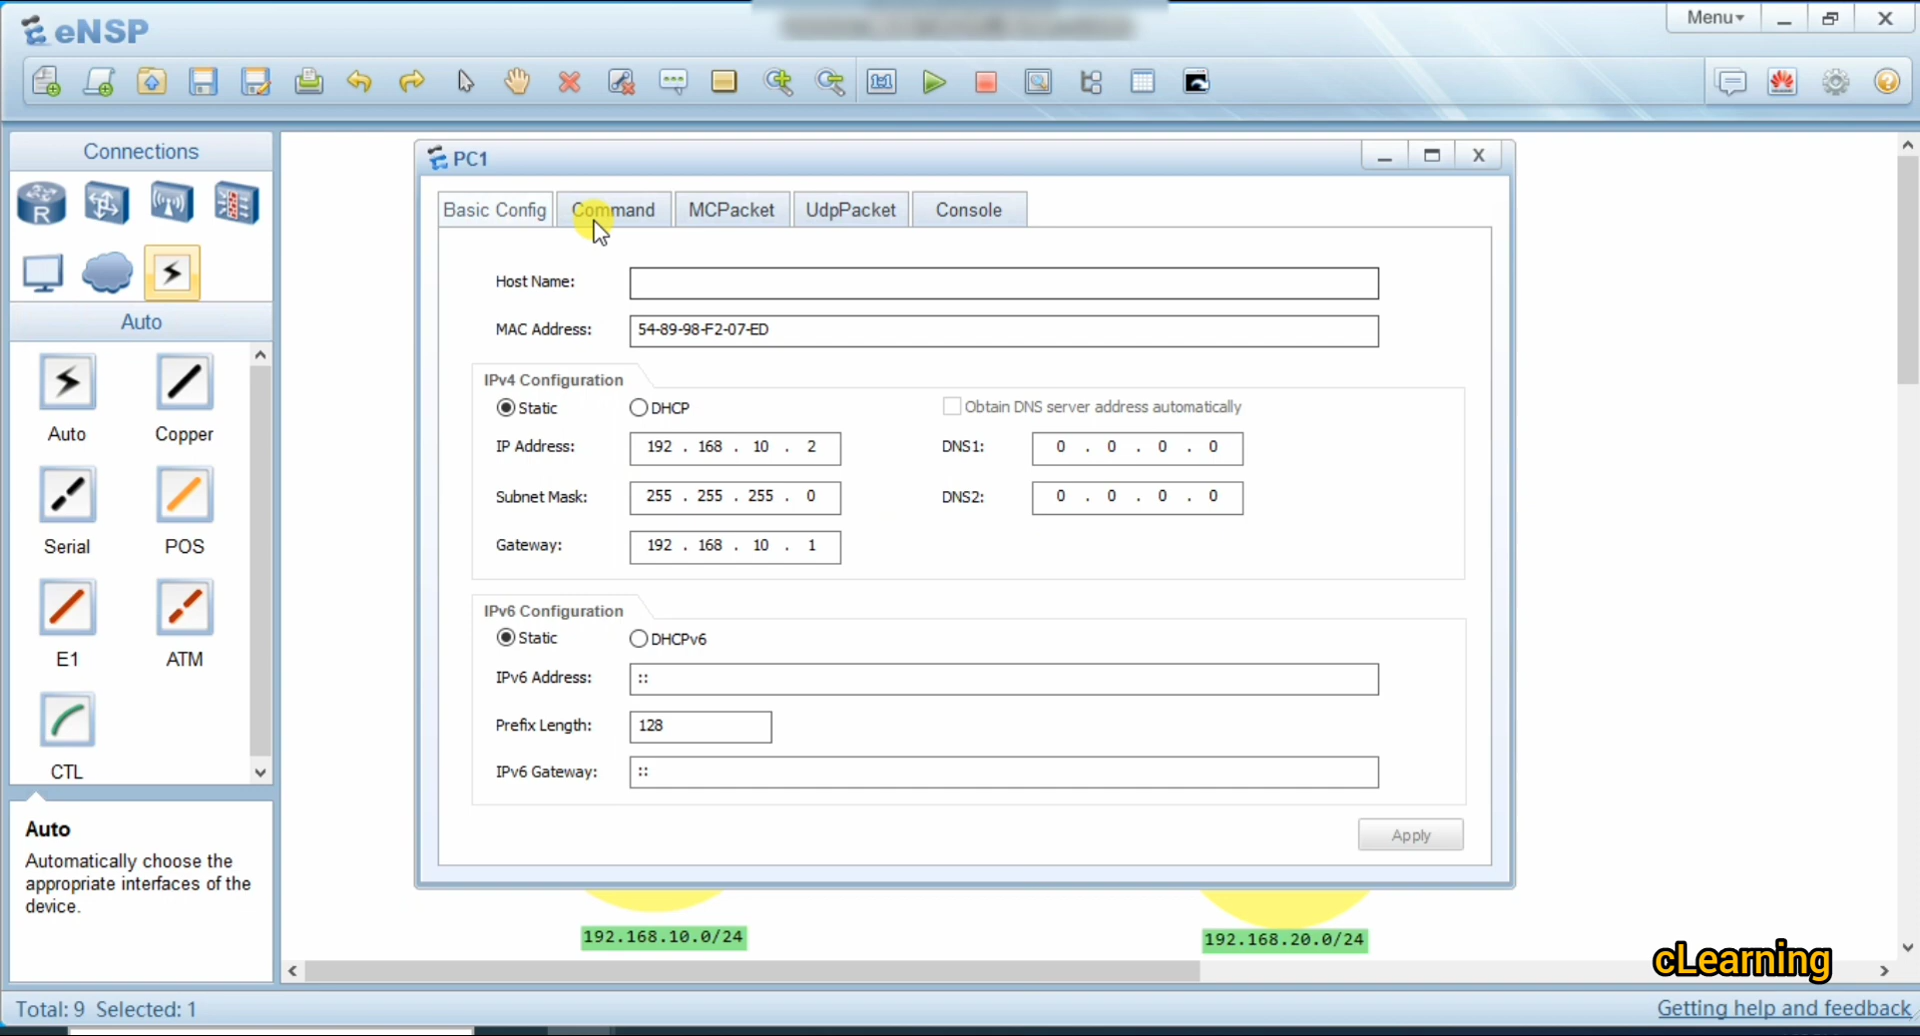 eNSP
Menu
Connections
R
Auto
Auto
Copper
Serial
POS
E1
ATM
CTL
Auto
Automatically choose the
appropriate interfaces of the
device.
PC1
Basic Config
Command
MCPacket
UdpPacket
Console
Host Name:
MAC Address: 54-89-98-F2-07-ED
IPv4 Configuration
Static DHCP Obtain DNS server address automatically
IP Address: 192 . 168 . 10 . 2 DNS1: 0 . 0 . 0 . 0
Subnet Mask: 255 . 255 . 255 . 0 DNS2: 0 . 0 . 0 . 0
Gateway: 192 . 168 . 10 . 1
IPv6 Configuration
Static DHCPv6
IPv6 Address: ::
Prefix Length: 128
IPv6 Gateway: ::
Apply
192.168.10.0/24
192.168.20.0/24
cLearning
Total: 9 Selected: 1
Getting help and feedback